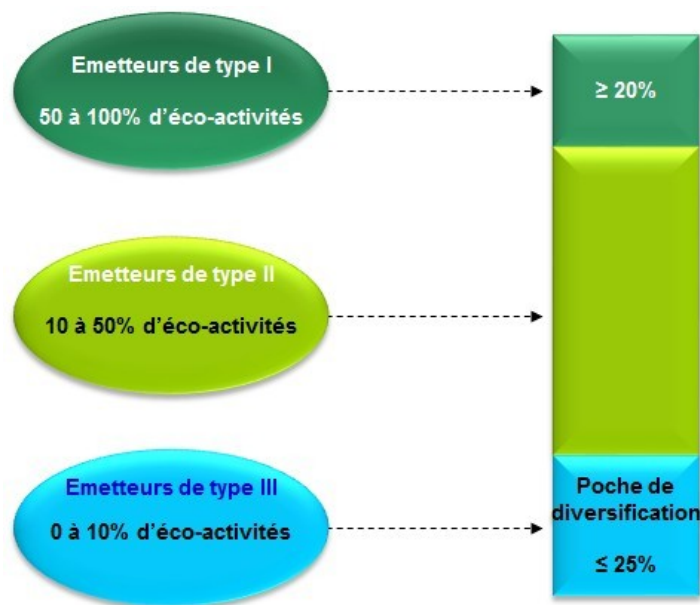 Emetteurs de type I
50 à 100% d’éco-activités
≥ 20%
Emetteurs de type II
10 à 50% d’éco-activités
Emetteurs de type III
0 à 10% d’éco-activités
Poche de
diversification
≤ 25%